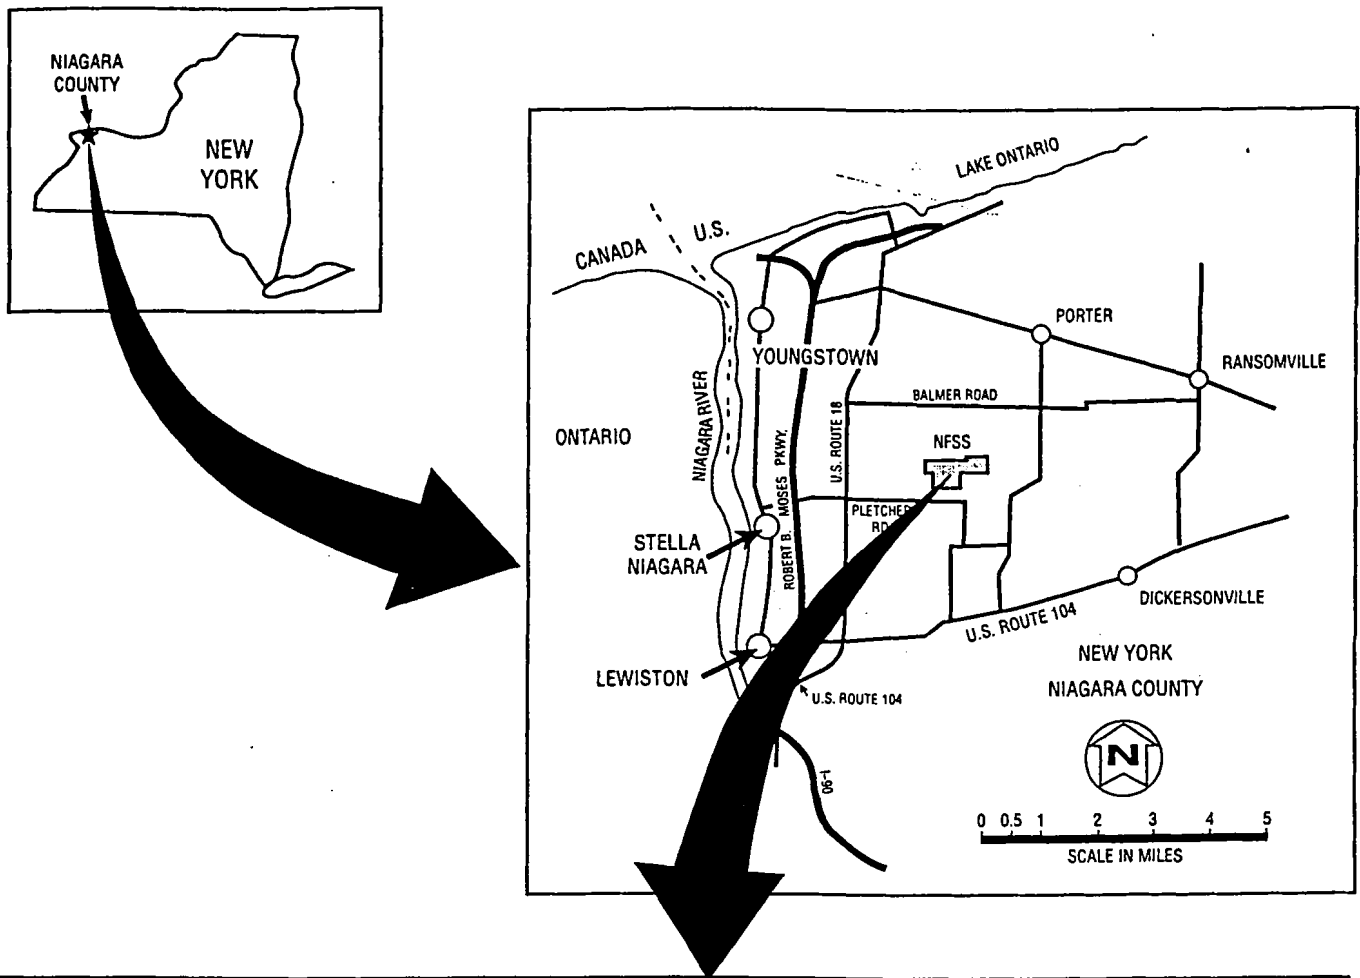 NIAGARA
COUNTY
NEW
YORK
LAKE ONTARIO
U.S.
CANADA
PORTER
YOUNGSTOWN
RANSOMVILLE
NIAGARA RIVER
BALMER ROAD
U.S. ROUTE 18
ONTARIO
NFSS
ROBERT B. MOSES PKWY.
PLETCHER
RD
STELLA
NIAGARA
DICKERSONVILLE
U.S. ROUTE 104
NEW YORK
LEWISTON
NIAGARA COUNTY
U.S. ROUTE 104
N
I-90
0 0.5 1 2 3 4 5
SCALE IN MILES